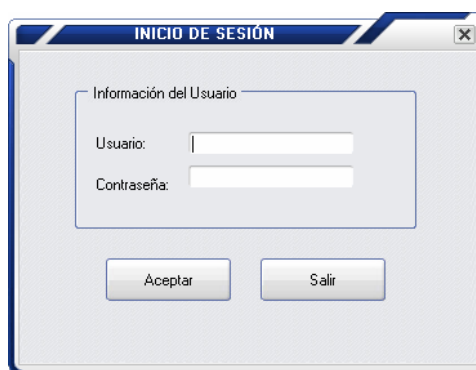 INICIO DE SESIÓN
Información del Usuario
Usuario:
Contraseña:
Aceptar Salir